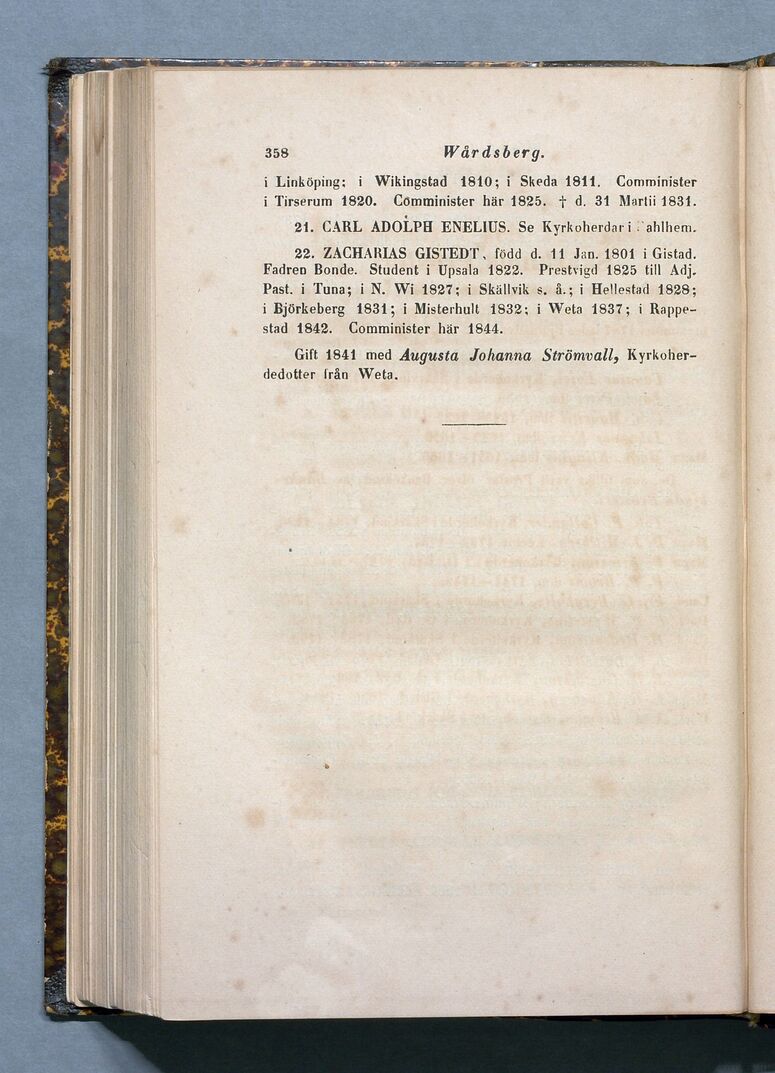 358 Wårdsberg.
i Linköping; i Wikingstad 1810; i Skeda 1811. Comminister
i Tirserum 1820. Comminister här 1825. † d. 31 Martii 1831.
21. CARL ADOLPH ENELIUS. Se Kyrkoherdar i ahlhem.
22. ZACHARIAS GISTEDT, född d. 11 Jan. 1801 i Gistad.
Fadren Bonde. Student i Upsala 1822. Prestvigd 1825 till Adj.
Past. i Tuna; i N. Wi 1827; i Skällvik s. å.; i Hellestad 1828;
i Björkeberg 1831; i Misterhult 1832; i Weta 1837; i Rappe-
stad 1842. Comminister här 1844.
Gift 1841 med Augusta Johanna Strömvall, Kyrkoher-
dedotter från Weta.